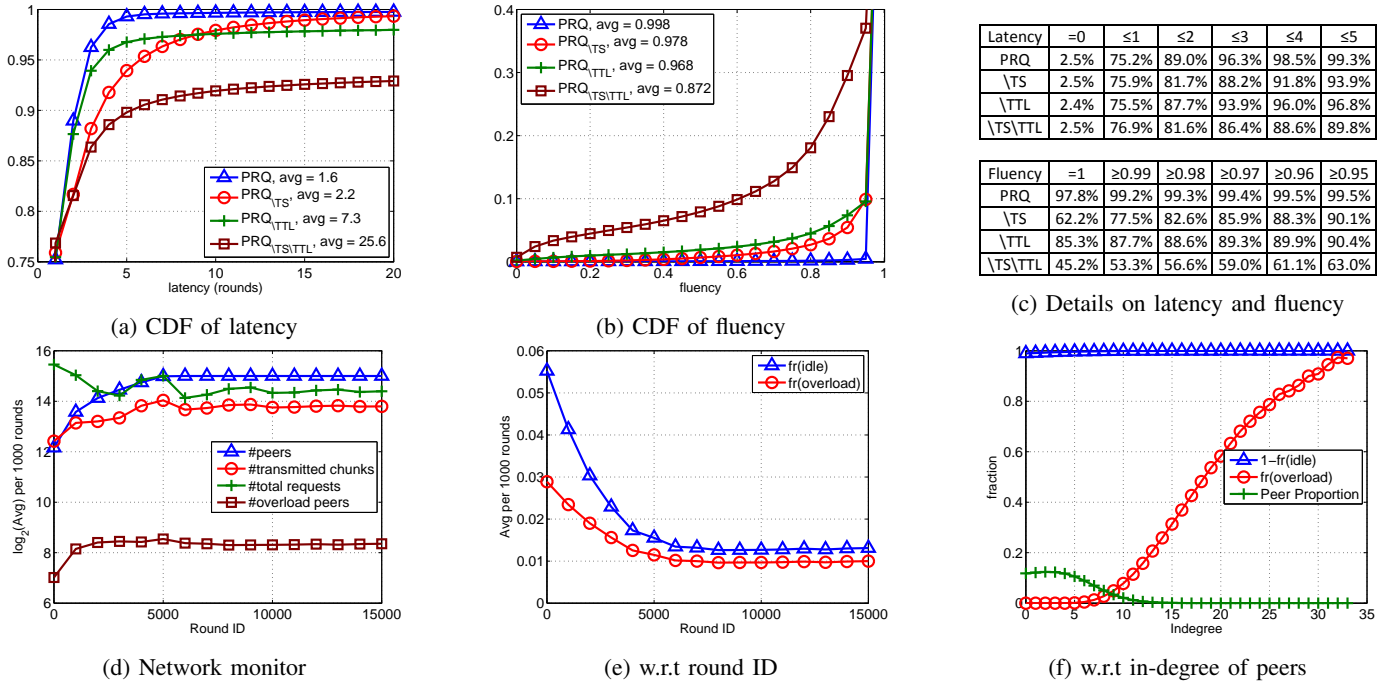 1
0.95
0.9
0.85
0.8
0.75
0
5
10
15
20
latency (rounds)
PRQ, avg = 1.6
PRQ\TS, avg = 2.2
PRQ\TTL, avg = 7.3
PRQ\TS\TTL, avg = 25.6
(a) CDF of latency
0.4
0.3
0.2
0.1
0
0
0.2
0.4
0.6
0.8
1
fluency
PRQ, avg = 0.998
PRQ\TS, avg = 0.978
PRQ\TTL, avg = 0.968
PRQ\TS\TTL, avg = 0.872
(b) CDF of fluency
Latency =0 ≤1 ≤2 ≤3 ≤4 ≤5
PRQ 2.5% 75.2% 89.0% 96.3% 98.5% 99.3%
\TS 2.5% 75.9% 81.7% 88.2% 91.8% 93.9%
\TTL 2.4% 75.5% 87.7% 93.9% 96.0% 96.8%
\TS\TTL 2.5% 76.9% 81.6% 86.4% 88.6% 89.8%
Fluency =1 ≥0.99 ≥0.98 ≥0.97 ≥0.96 ≥0.95
PRQ 97.8% 99.2% 99.3% 99.4% 99.5% 99.5%
\TS 62.2% 77.5% 82.6% 85.9% 88.3% 90.1%
\TTL 85.3% 87.7% 88.6% 89.3% 89.9% 90.4%
\TS\TTL 45.2% 53.3% 56.6% 59.0% 61.1% 63.0%
(c) Details on latency and fluency
16
14
12
10
8
6
log2(Avg) per 1000 rounds
0
5000
10000
15000
Round ID
#peers
#transmitted chunks
#total requests
#overload peers
(d) Network monitor
0.06
0.05
0.04
0.03
0.02
0.01
0
Avg per 1000 rounds
0
5000
10000
15000
Round ID
fr(idle)
fr(overload)
(e) w.r.t round ID
1
0.8
0.6
0.4
0.2
0
fraction
0
5
10
15
20
25
30
35
Indegree
1−fr(idle)
fr(overload)
Peer Proportion
(f) w.r.t in-degree of peers